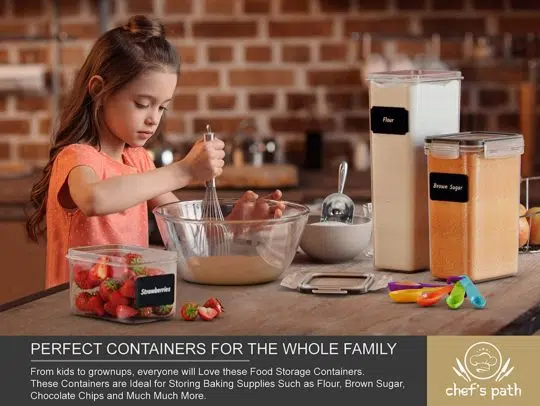 Flour
Brown Sugar
Strawberries
PERFECT CONTAINERS FOR THE WHOLE FAMILY
From kids to grownups, everyone will Love these Food Storage Containers.
These Containers are Ideal for Storing Baking Supplies Such as Flour, Brown Sugar,
Chocolate Chips and Much Much More.
chef's path